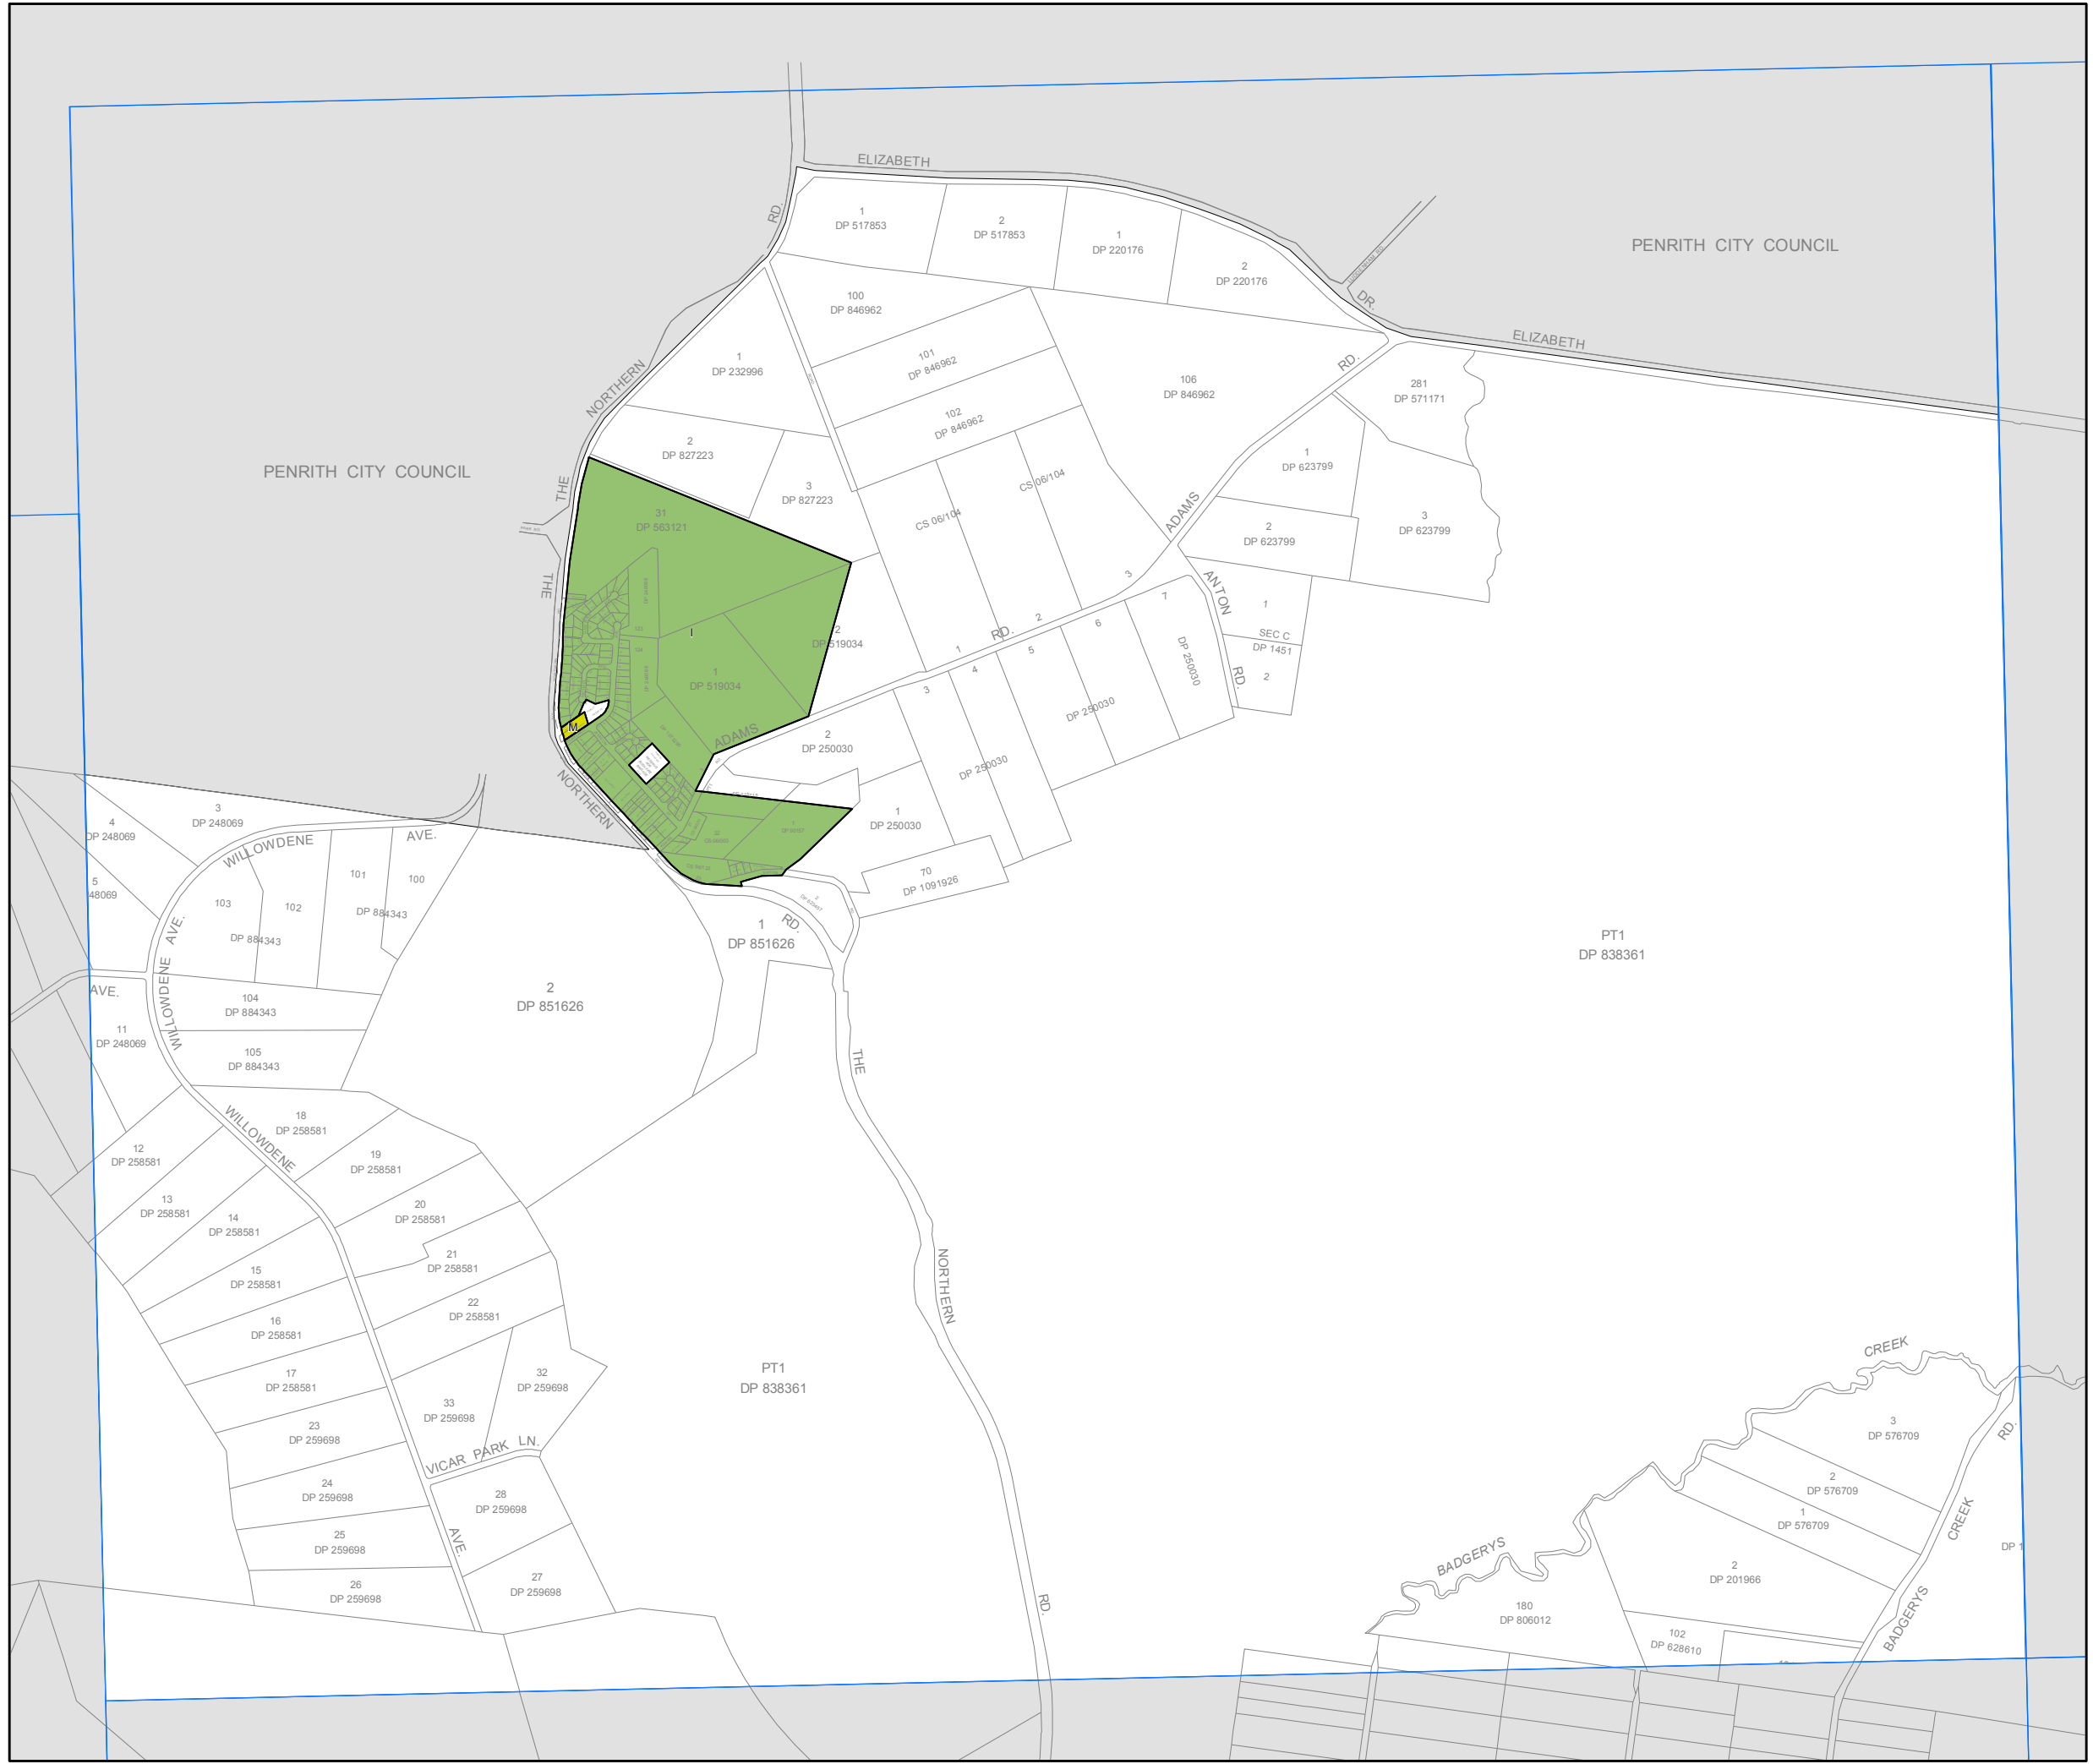 ELIZABETH
RD.
1
DP 517853
2
DP 517853
1
DP 220176
2
DP 220176
PENRITH CITY COUNCIL
DR.
ELIZABETH
100
DP 846962
101
DP 846962
102
DP 846962
106
DP 846962
RD.
281
DP 571171
1
DP 232996
NORTHERN
2
DP 827223
3
DP 827223
PENRITH CITY COUNCIL
THE
CS 06/104
CS 06/104
1
DP 623799
ADAMS
2
DP 623799
3
DP 623799
31
DP 563121
THE
ANTON
RD.
1
SEC C
DP 1451
2
I
2
DP 519034
1
DP 519034
M
ADAMS
RD.
1
2
3
3
4
5
6
7
DP 250030
DP 250030
DP 250030
2
DP 250030
1
DP 250030
70
DP 1091926
NORTHERN
3
DP 248069
4
DP 248069
5
48069
WILLOWDENE
AVE.
101
100
DP 884343
103
102
DP 884343
WILLOWDENE AVE.
AVE.
104
DP 884343
105
DP 884343
11
DP 248069
2
DP 851626
1
DP 851626
RD.
THE
PT1
DP 838361
WILLOWDENE
18
DP 258581
19
DP 258581
12
DP 258581
13
DP 258581
14
DP 258581
20
DP 258581
21
DP 258581
15
DP 258581
22
DP 258581
16
DP 258581
17
DP 258581
NORTHERN
PT1
DP 838361
32
DP 259698
33
DP 259698
23
DP 259698
VICAR PARK LN.
24
DP 259698
28
DP 259698
25
DP 259698
AVE.
27
DP 259698
26
DP 259698
RD.
CREEK
3
DP 576709
RD.
2
DP 576709
1
DP 576709
CREEK
DP 1
BADGERYS
2
DP 201966
180
DP 806012
102
DP 628610
BADGERYS